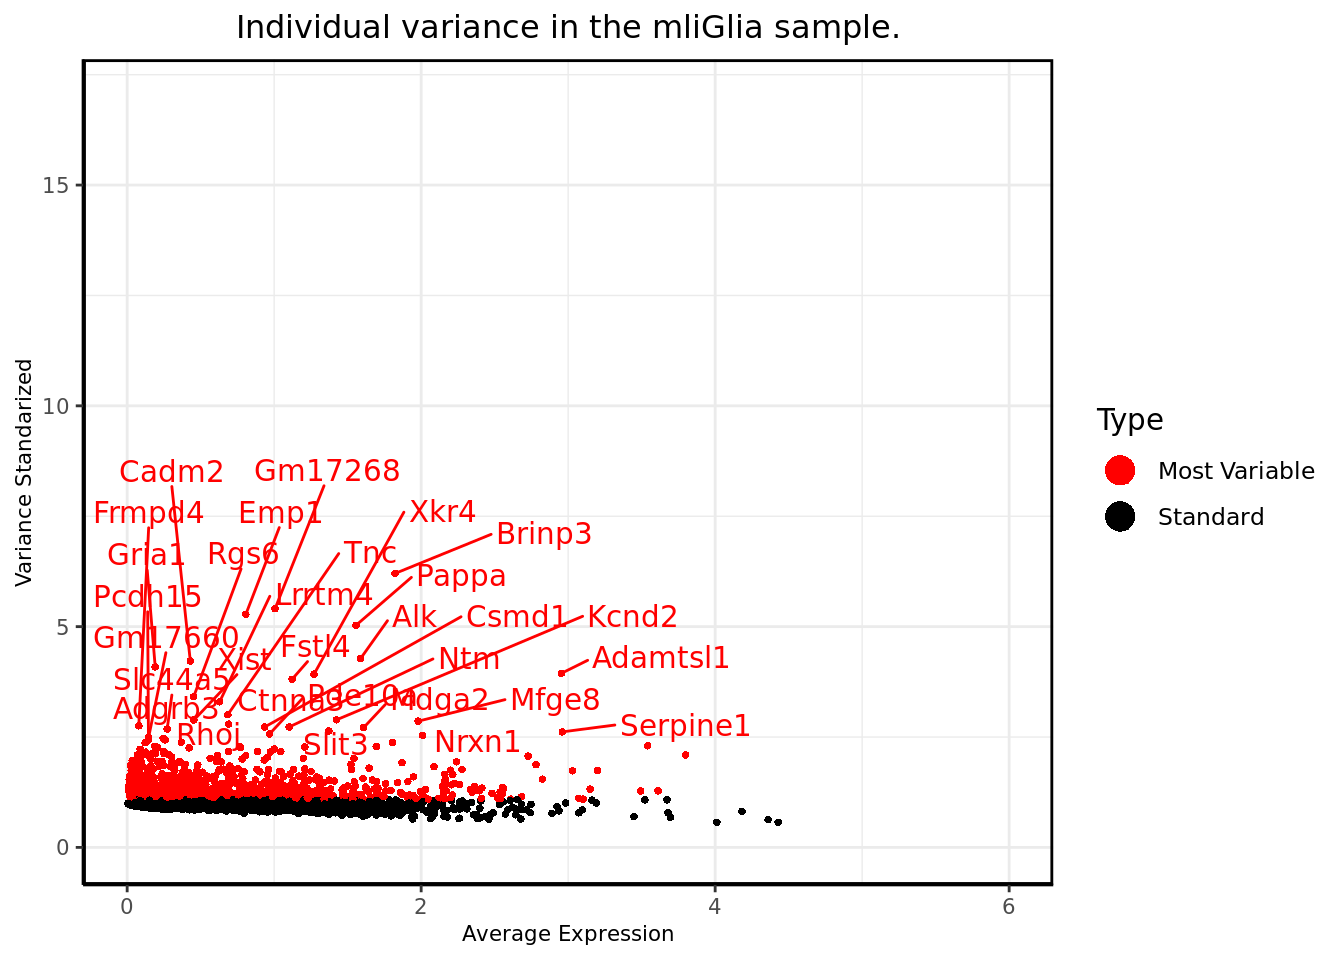 Individual variance in the mliGlia sample.
Variance Standarized
15
10
5
0
Cadm2
Gm17268
Frmpd4
Emp1
Xkr4
Brinp3
Gria1
Rgs6
Tnc
Pappa
Pcdh15
Lrrtm4
Alk
Csmd1
Kcnd2
Gm17660
Fstl4
Xist
Ntm
Adamtsl1
Slc44a5
Ctnna3
Pde10a
Mdga2
Mfge8
Adgrb3
Serpine1
Rhoj
Slit3
Nrxn1
0
2
4
6
Average Expression
Type
Most Variable
Standard